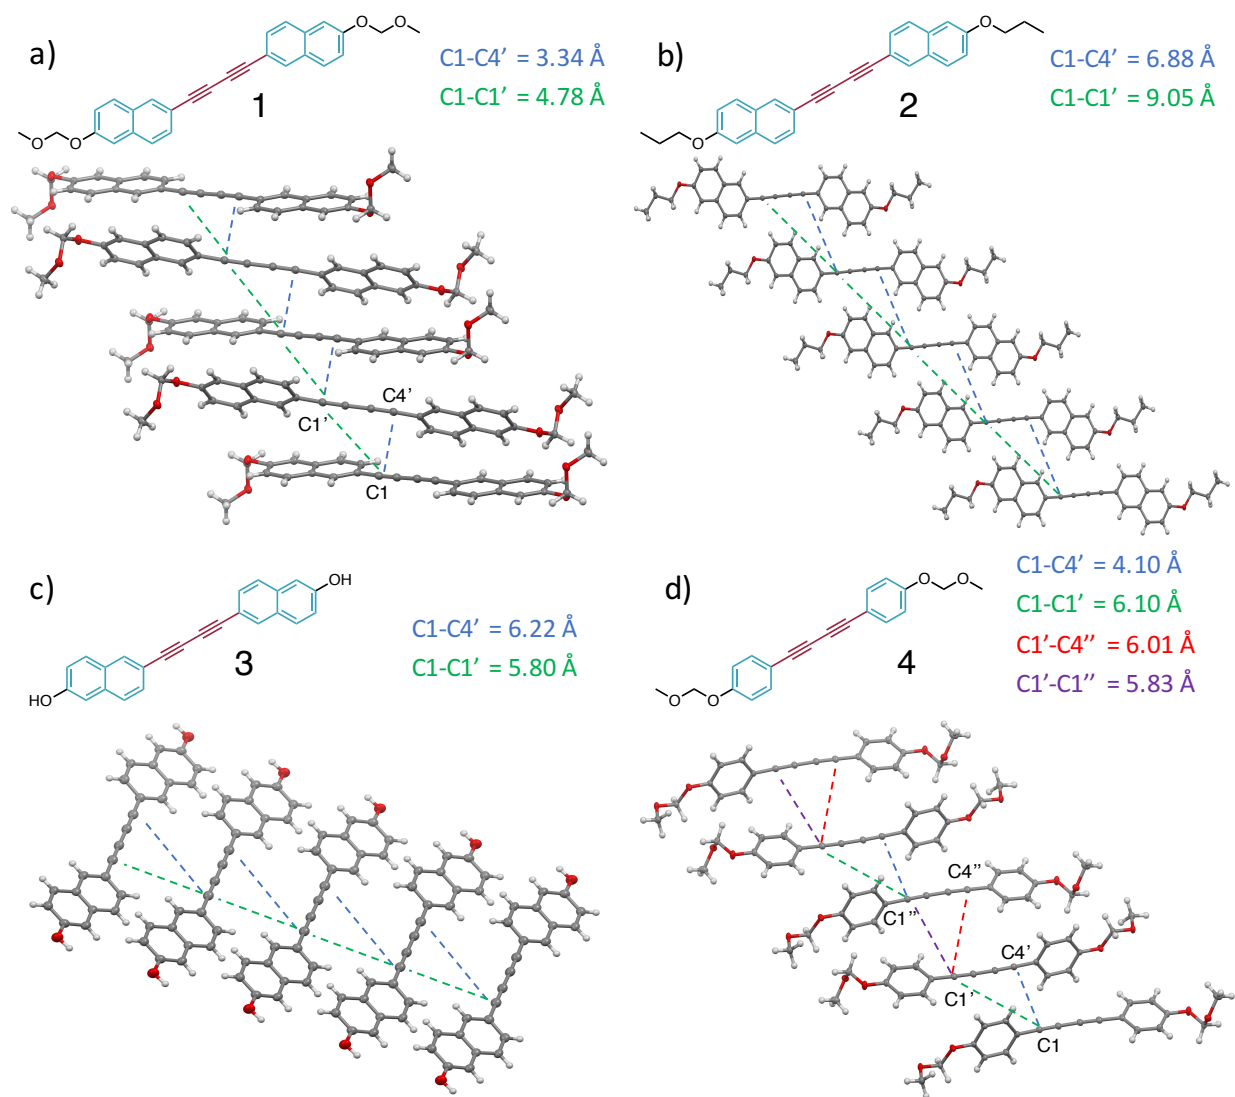 a)
O
O
1
O
O
C1-C4’ = 3.34 Å
C1-C1’ = 4.78 Å
C4’
C1’
C1
b)
O
2
O
C1-C4’ = 6.88 Å
C1-C1’ = 9.05 Å
c)
OH
3
HO
C1-C4’ = 6.22 Å
C1-C1’ = 5.80 Å
d)
O
O
4
O
O
C1-C4’ = 4.10 Å
C1-C1’ = 6.10 Å
C1’-C4’’ = 6.01 Å
C1’-C1’’ = 5.83 Å
C4’’
C1’’
C4’
C1’
C1